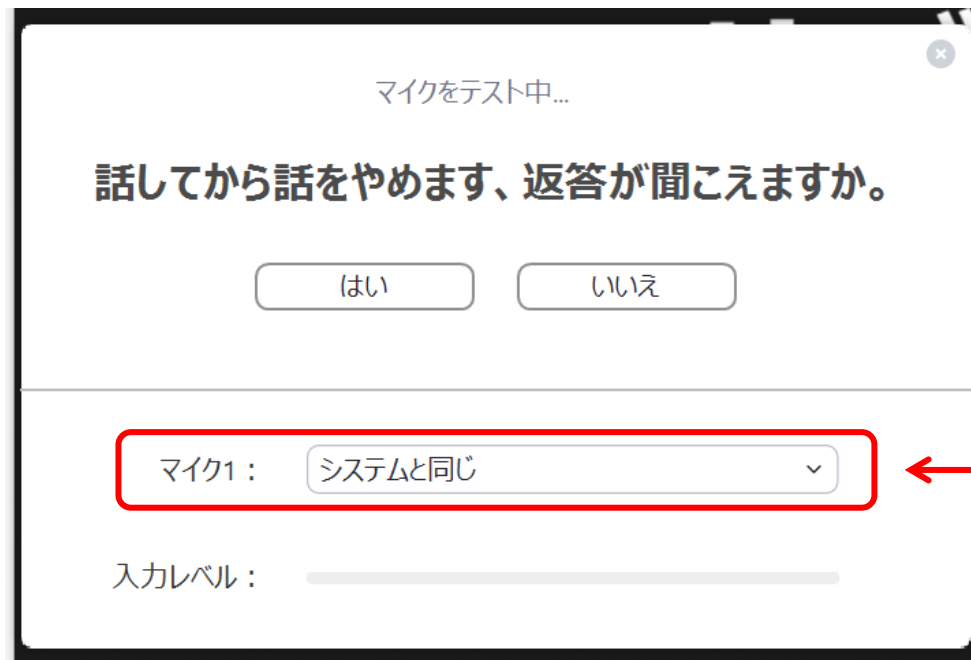 マイクをテスト中...
話してから話をやめます、返答が聞こえますか。
はい
いいえ
マイク1： システムと同じ
入力レベル：